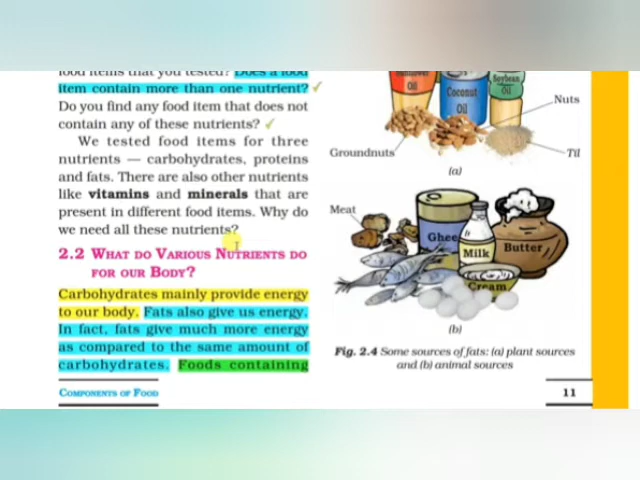 food items that you tested? Does a food
item contain more than one nutrient? ✓
Do you find any food item that does not
contain any of these nutrients? ✓
We tested food items for three
nutrients — carbohydrates, proteins
and fats. There are also other nutrients
like vitamins and minerals that are
present in different food items. Why do
we need all these nutrients?
2.2 WHAT DO VARIOUS NUTRIENTS DO
FOR OUR BODY?
Carbohydrates mainly provide energy
to our body. Fats also give us energy.
In fact, fats give much more energy
as compared to the same amount of
carbohydrates. Foods containing
COMPONENTS OF FOOD
Oil
Coconut
Oil
Soybean
Oil
Nuts
Groundnuts
Til
(a)
Meat
Ghee
Milk
Butter
Cream
(b)
Fig. 2.4 Some sources of fats: (a) plant sources
and (b) animal sources
11